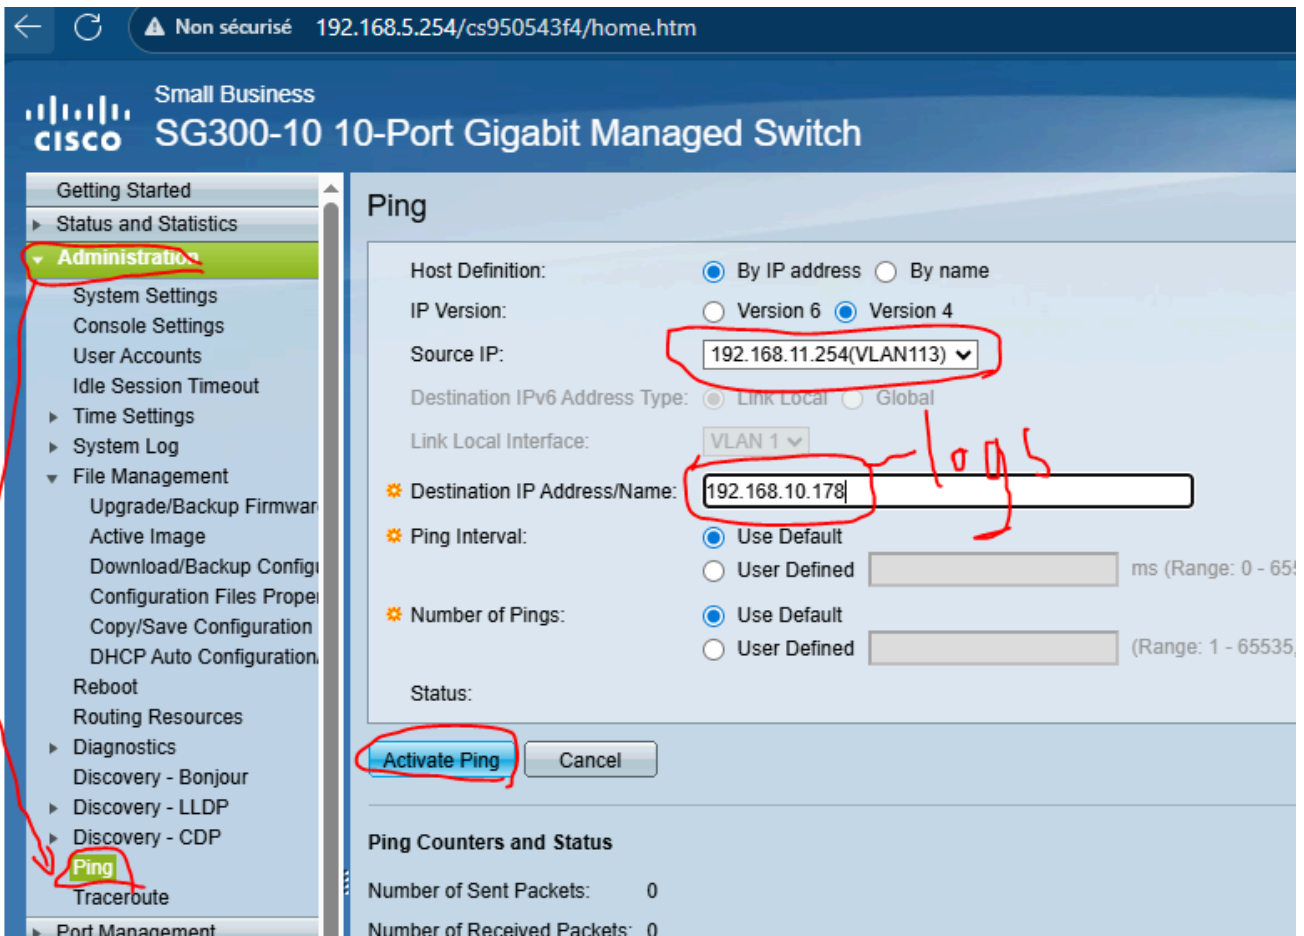 Non sécurisé 192.168.5.254/cs950543f4/home.htm
Small Business
CISCO SG300-10 10-Port Gigabit Managed Switch
Getting Started
Status and Statistics
Administration
System Settings
Console Settings
User Accounts
Idle Session Timeout
Time Settings
System Log
File Management
Upgrade/Backup Firmwar
Active Image
Download/Backup Config
Configuration Files Proper
Copy/Save Configuration
DHCP Auto Configuration
Reboot
Routing Resources
Diagnostics
Discovery - Bonjour
Discovery - LLDP
Discovery - CDP
Ping
Traceroute
Port Management
Ping
Host Definition: By IP address By name
IP Version: Version 6 Version 4
Source IP: 192.168.11.254(VLAN113)
Destination IPv6 Address Type: Link Local Global
Link Local Interface: VLAN 1
logs
Destination IP Address/Name: 192.168.10.178
Ping Interval: Use Default
User Defined ms (Range: 0 - 655
Number of Pings: Use Default
User Defined (Range: 1 - 65535,
Status:
Activate Ping Cancel
Ping Counters and Status
Number of Sent Packets: 0
Number of Received Packets: 0